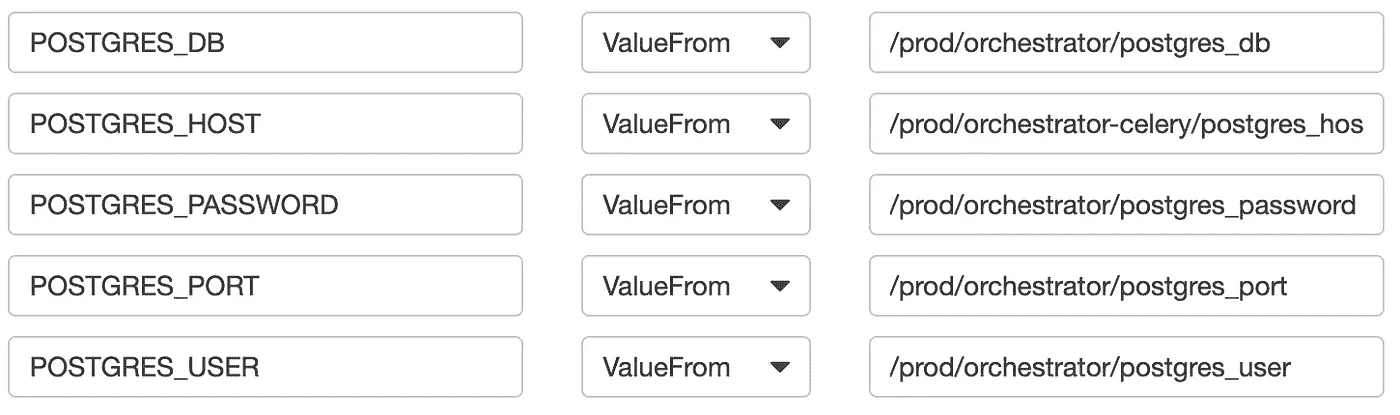 POSTGRES_DB ValueFrom /prod/orchestrator/postgres_db
POSTGRES_HOST ValueFrom /prod/orchestrator-celery/postgres_hos
POSTGRES_PASSWORD ValueFrom /prod/orchestrator/postgres_password
POSTGRES_PORT ValueFrom /prod/orchestrator/postgres_port
POSTGRES_USER ValueFrom /prod/orchestrator/postgres_user